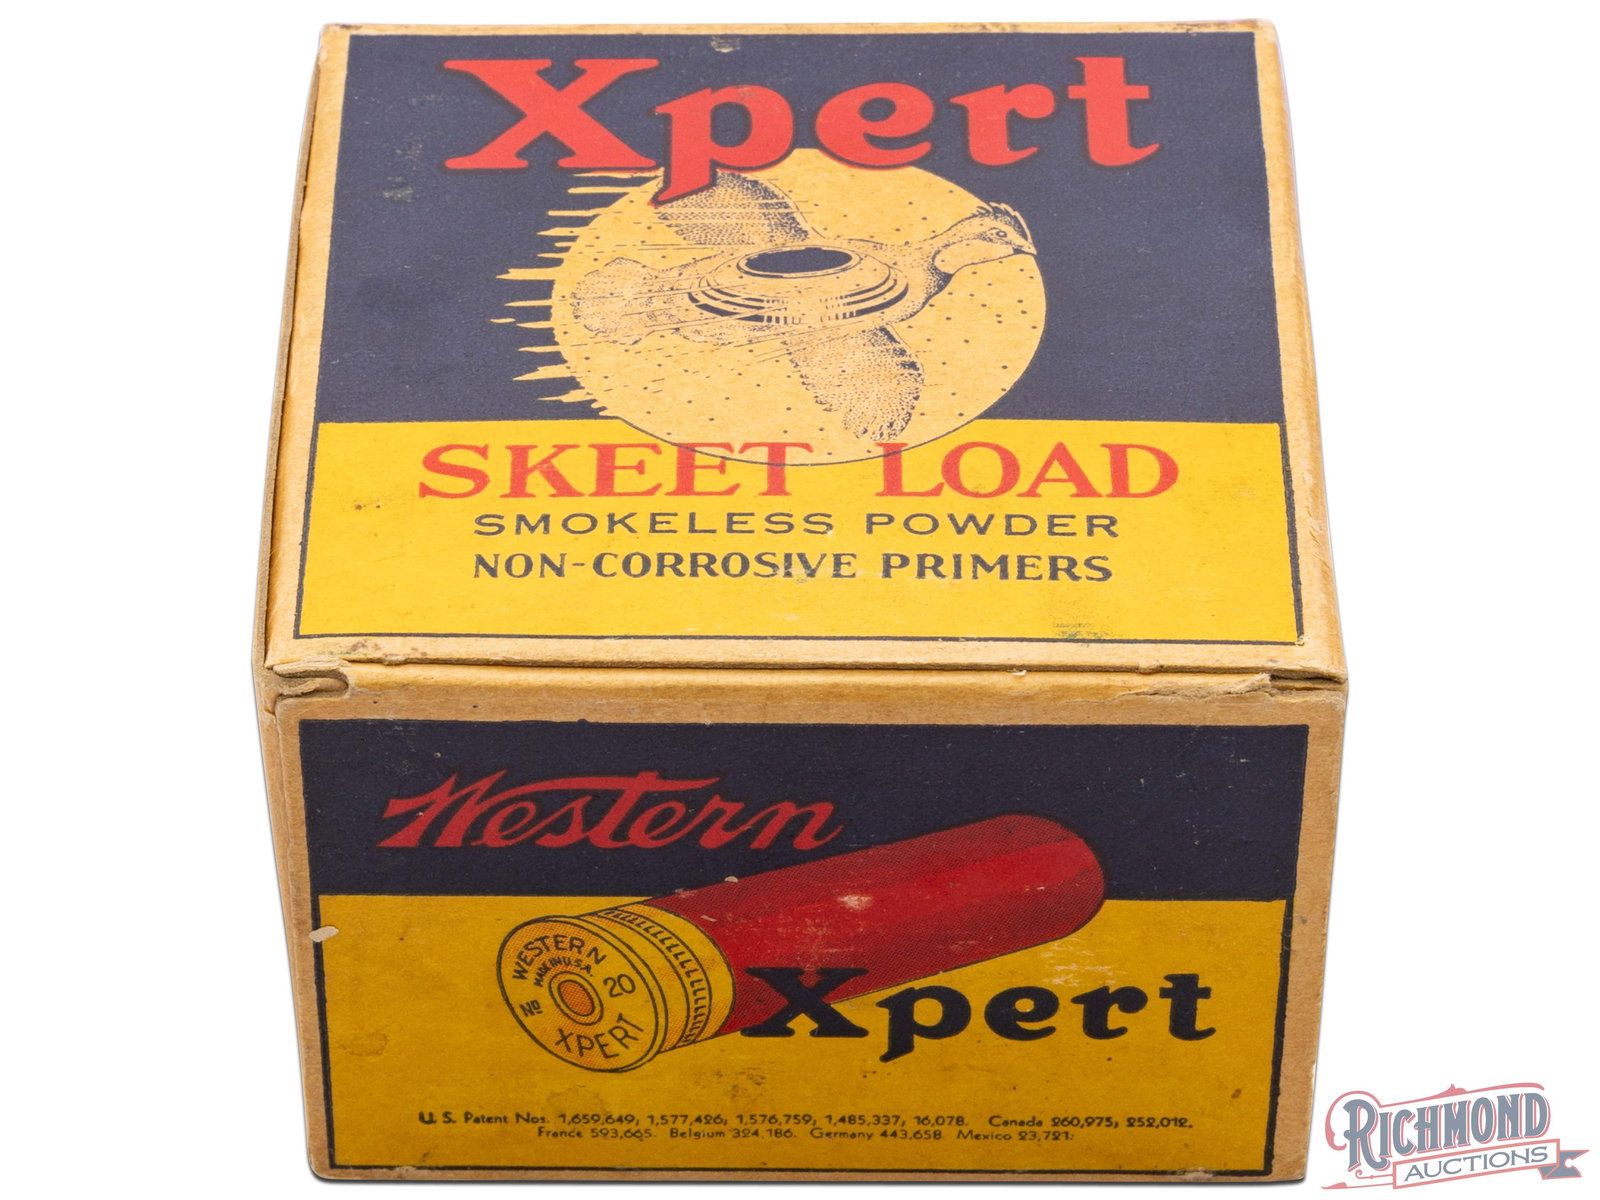 Xpert
SKEET LOAD
SMOKELESS POWDER
NON-CORROSIVE PRIMERS
Western
WESTERN
MADE IN U.S.A.
No 20
XPERT
Xpert
U.S. Patent Nos. 1,659,649; 1,577,426; 1,576,759; 1,485,337; 16,078. Canada 260,975; 252,012.
France 593,665. Belgium 324,186. Germany 443,658. Mexico 23,721.
RICHMOND
AUCTIONS